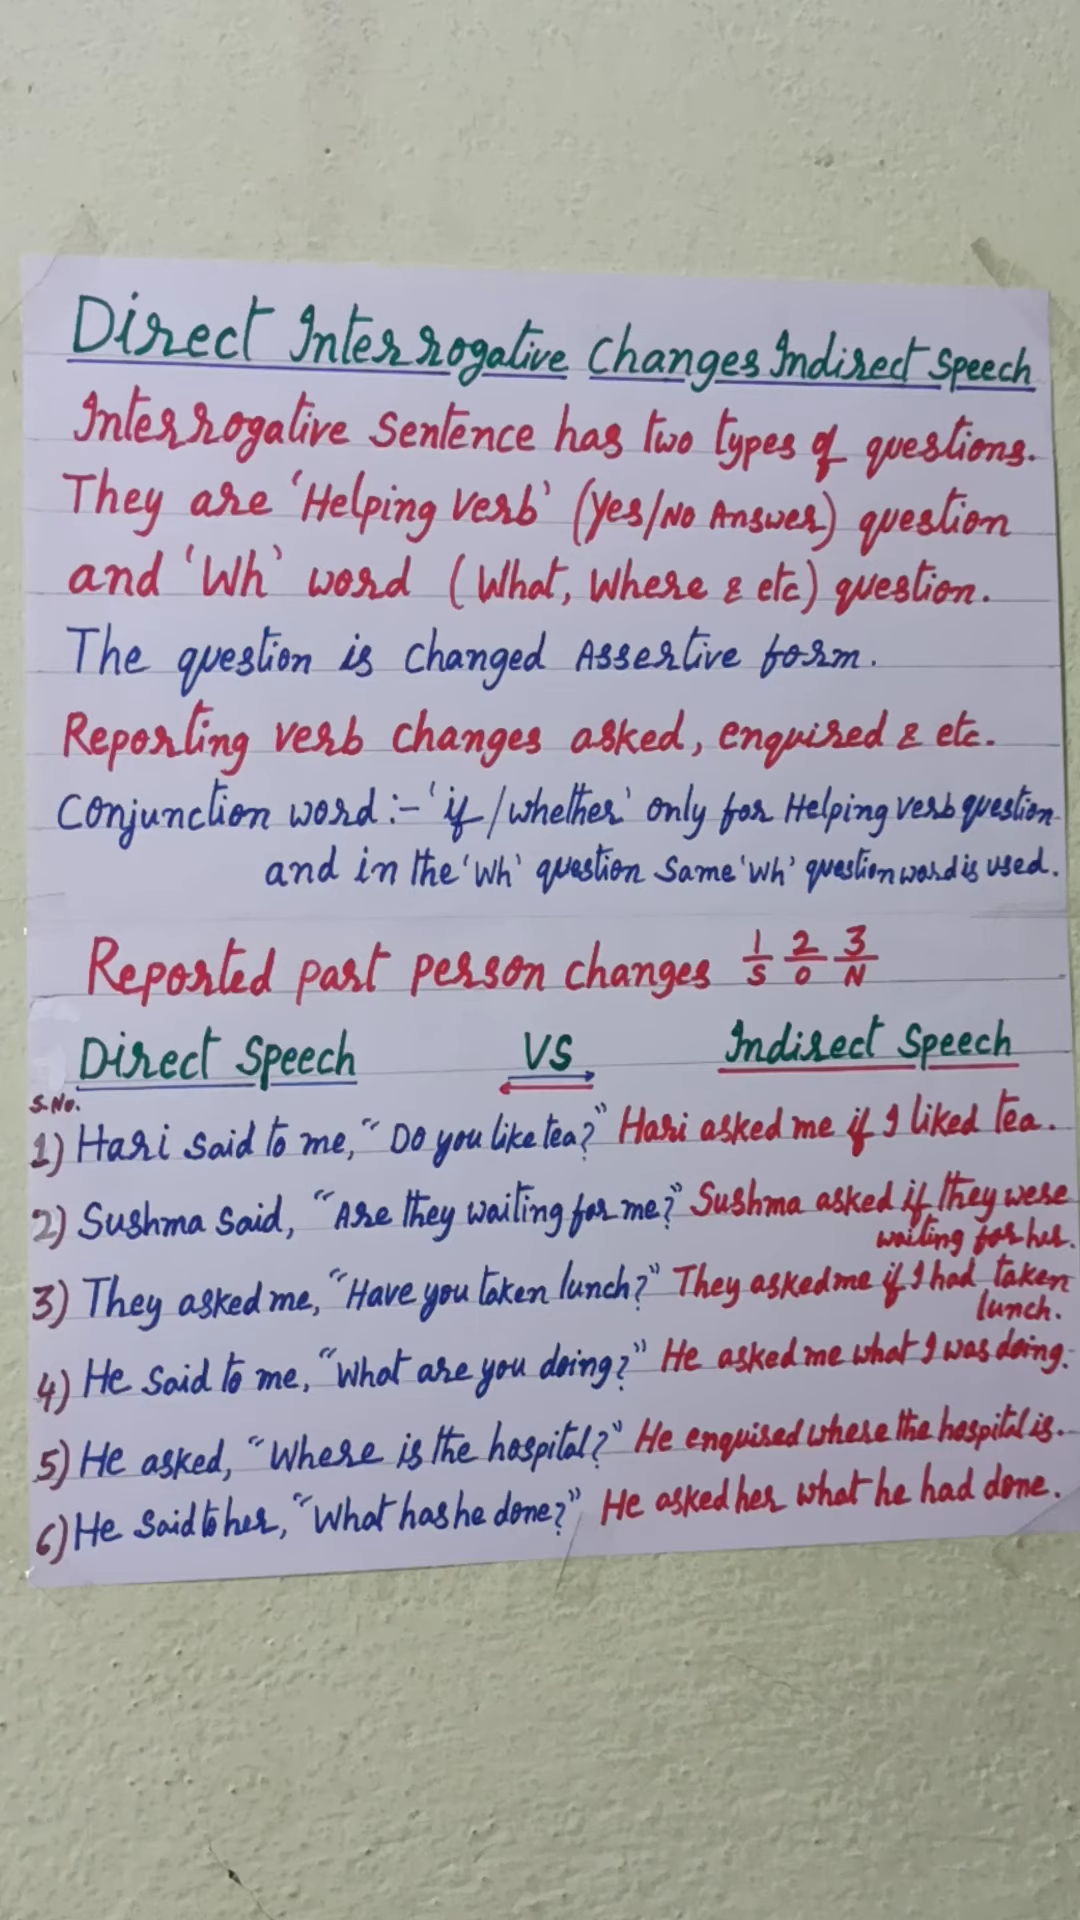 Direct Interrogative Changes Indirect Speech
Interrogative Sentence has two types of questions.
They are 'Helping Verb' (Yes/No Answer) question
and 'Wh' word (What, Where & etc) question.
The question is changed Assertive form.
Reporting verb changes asked, enquired & etc.
Conjunction word :- 'if/whether' only for Helping verb question
and in the 'Wh' question Same 'Wh' question word is used.
Reported part person changes 1/S 2/O 3/N
Direct Speech VS Indirect Speech
S.No.
1) Hari said to me, "Do you like tea?" Hari asked me if I liked tea.
2) Sushma said, "Are they waiting for me?" Sushma asked if they were
waiting for her.
3) They asked me, "Have you taken lunch?" They asked me if I had taken
lunch.
4) He said to me, "What are you doing?" He asked me what I was doing.
5) He asked, "Where is the hospital?" He enquired where the hospital is.
6) He said to her, "What has he done?" He asked her what he had done.